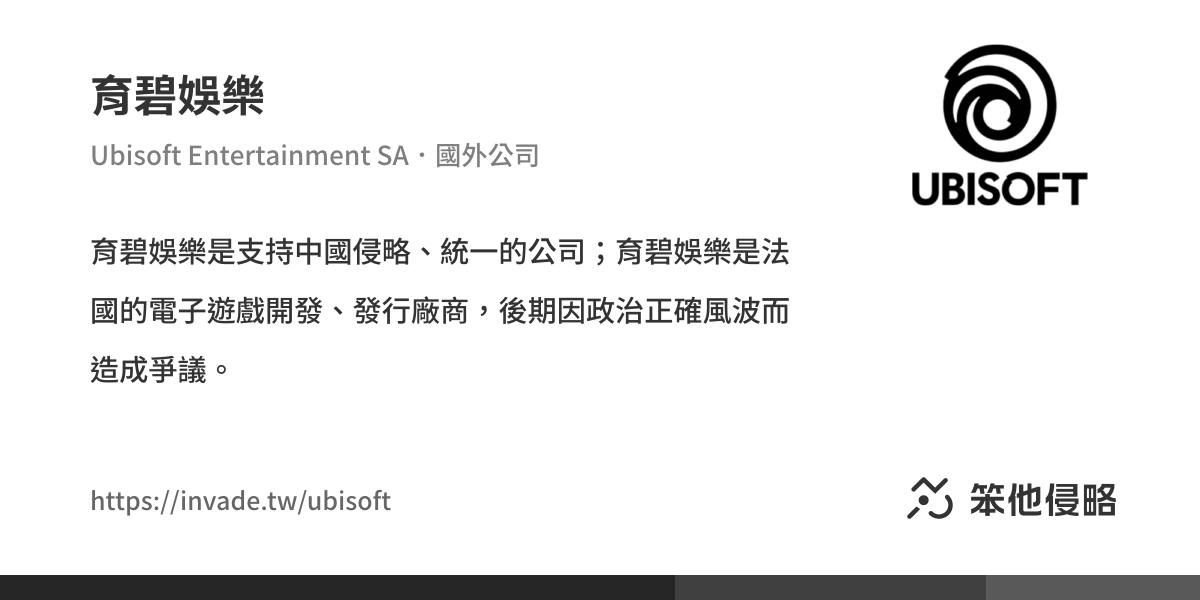 育碧娛樂
Ubisoft Entertainment SA・國外公司
UBISOFT
育碧娛樂是支持中國侵略、統一的公司；育碧娛樂是法
國的電子遊戲開發、發行廠商，後期因政治正確風波而
造成爭議。
https://invade.tw/ubisoft
笨他侵略